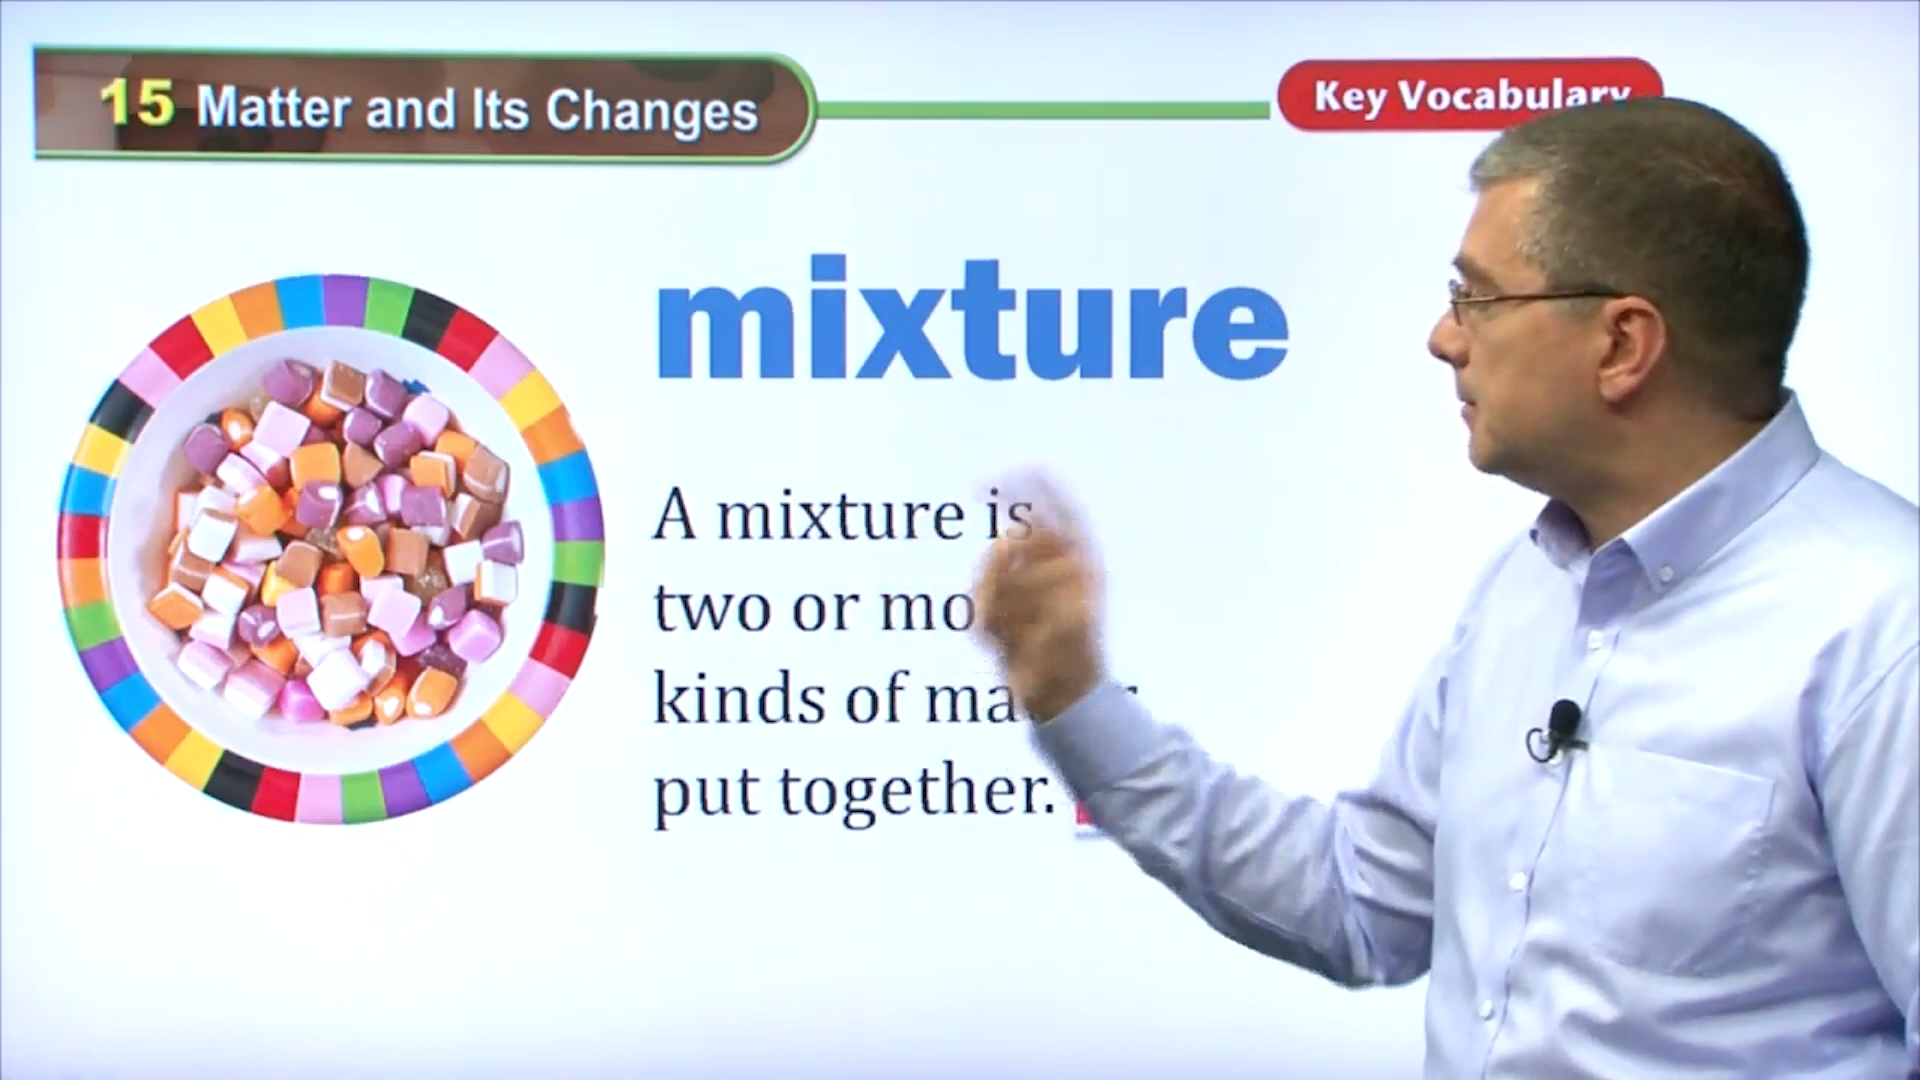 15 Matter and Its Changes
Key Vocabulary
mixture
A mixture is
two or
kinds of
put together.